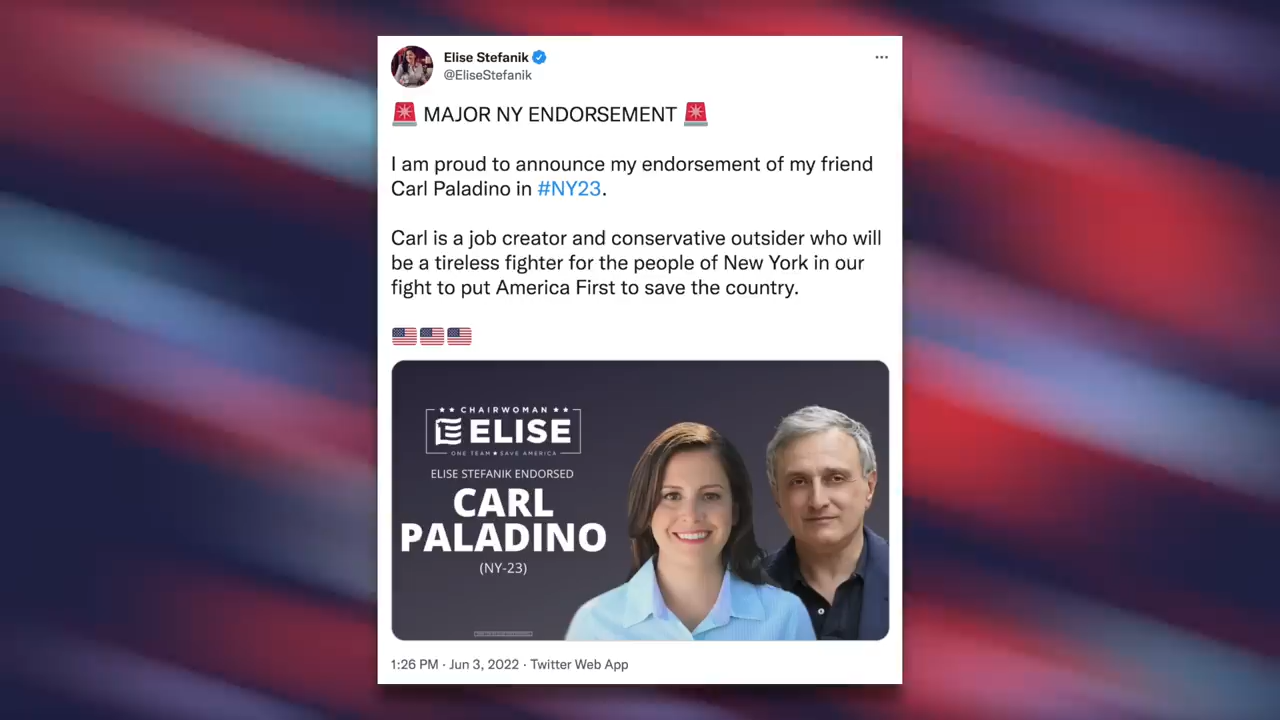 Elise Stefanik
@EliseStefanik
🚨 MAJOR NY ENDORSEMENT 🚨
I am proud to announce my endorsement of my friend
Carl Paladino in #NY23.
Carl is a job creator and conservative outsider who will
be a tireless fighter for the people of New York in our
fight to put America First to save the country.
🇺🇸🇺🇸🇺🇸
★★ CHAIRWOMAN ★★
ELISE
ONE TEAM ★ SAVE AMERICA
ELISE STEFANIK ENDORSED
CARL
PALADINO
(NY-23)
1:26 PM · Jun 3, 2022 · Twitter Web App